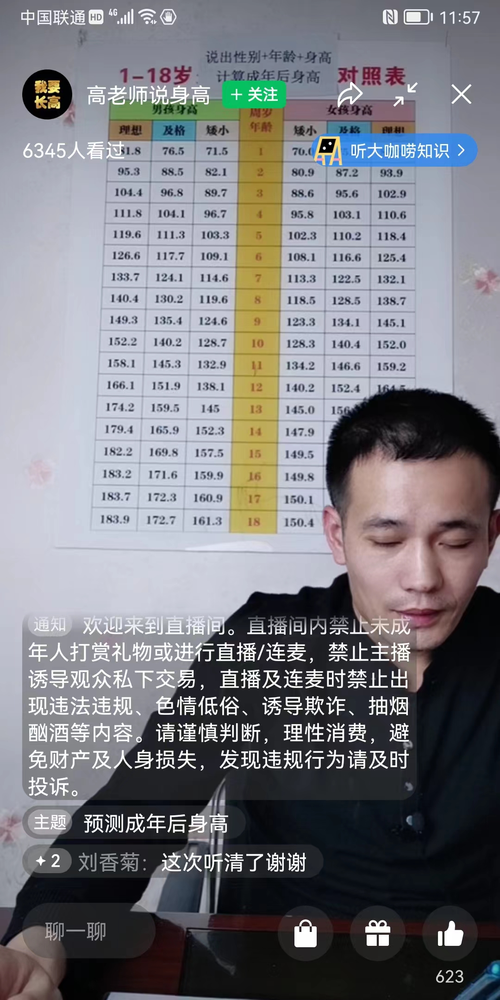 中国联通 HD 4G 11:57
说出性别+年龄+身高
1-18岁 计算成年后身高 对照表
我要长高
高老师说身高 + 关注
男孩身高 周岁年龄 女孩身高
理想 及格 矮小 矮小 及格 理想
6345人看过
听大咖唠知识
81.8 76.5 71.5 1
95.3 88.5 82.1 2 80.9 87.2 93.9
104.4 96.8 89.7 3 88.6 95.6 102.9
111.8 104.1 96.7 4 95.8 103.1 110.6
119.6 111.3 103.3 5 102.3 110.2 118.4
126.6 117.7 109.1 6 108.1 116.6 125.4
133.7 124.1 114.6 7 113.3 122.5 132.1
140.4 130.2 119.6 8 118.5 128.5 138.7
149.3 135.4 124.6 9 123.3 134.1 145.1
152.2 140.2 128.7 10 128.3 140.4 152.0
158.1 145.3 132.9 11 134.2 146.6 159.2
166.1 151.9 138.1 12 140.2 152.4 164.5
174.2 159.5 145 13 145.0 156
179.4 165.9 152.3 14 147.9
182.2 169.8 157.5 15 149.5
183.2 171.6 159.9 16 149.8
183.7 172.3 160.9 17 150.1
183.9 172.7 161.3 18 150.4
通知 欢迎来到直播间。直播间内禁止未成
年人打赏礼物或进行直播/连麦，禁止主播
诱导观众私下交易，直播及连麦时禁止出
现违法违规、色情低俗、诱导欺诈、抽烟
酗酒等内容。请谨慎判断，理性消费，避
免财产及人身损失，发现违规行为请及时
投诉。
主题 预测成年后身高
2 刘香菊：这次听清了谢谢
聊一聊
623